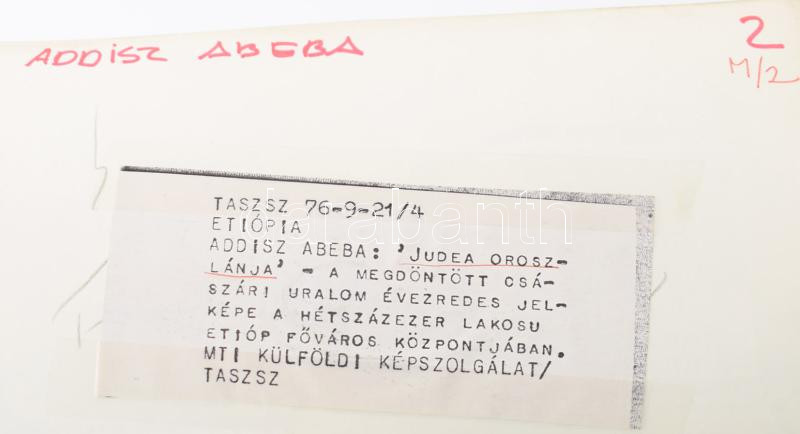 ADDISZ ABEBA
2
M/2
TASZSZ 76-9-21/4
ETIÓPIA
ADDISZ ABEBA: 'JUDEA OROSZ-
LÁNJA' - A MEGDÖNTÖTT CSÁ-
SZÁRI URALOM ÉVEZREDES JEL-
KÉPE A HÉTSZÁZEZER LAKOSU
ETIÓP FŐVÁROS KÖZPONTJÁBAN.
MTI KÜLFÖLDI KÉPSZOLGÁLAT/
TASZSZ
darabanth